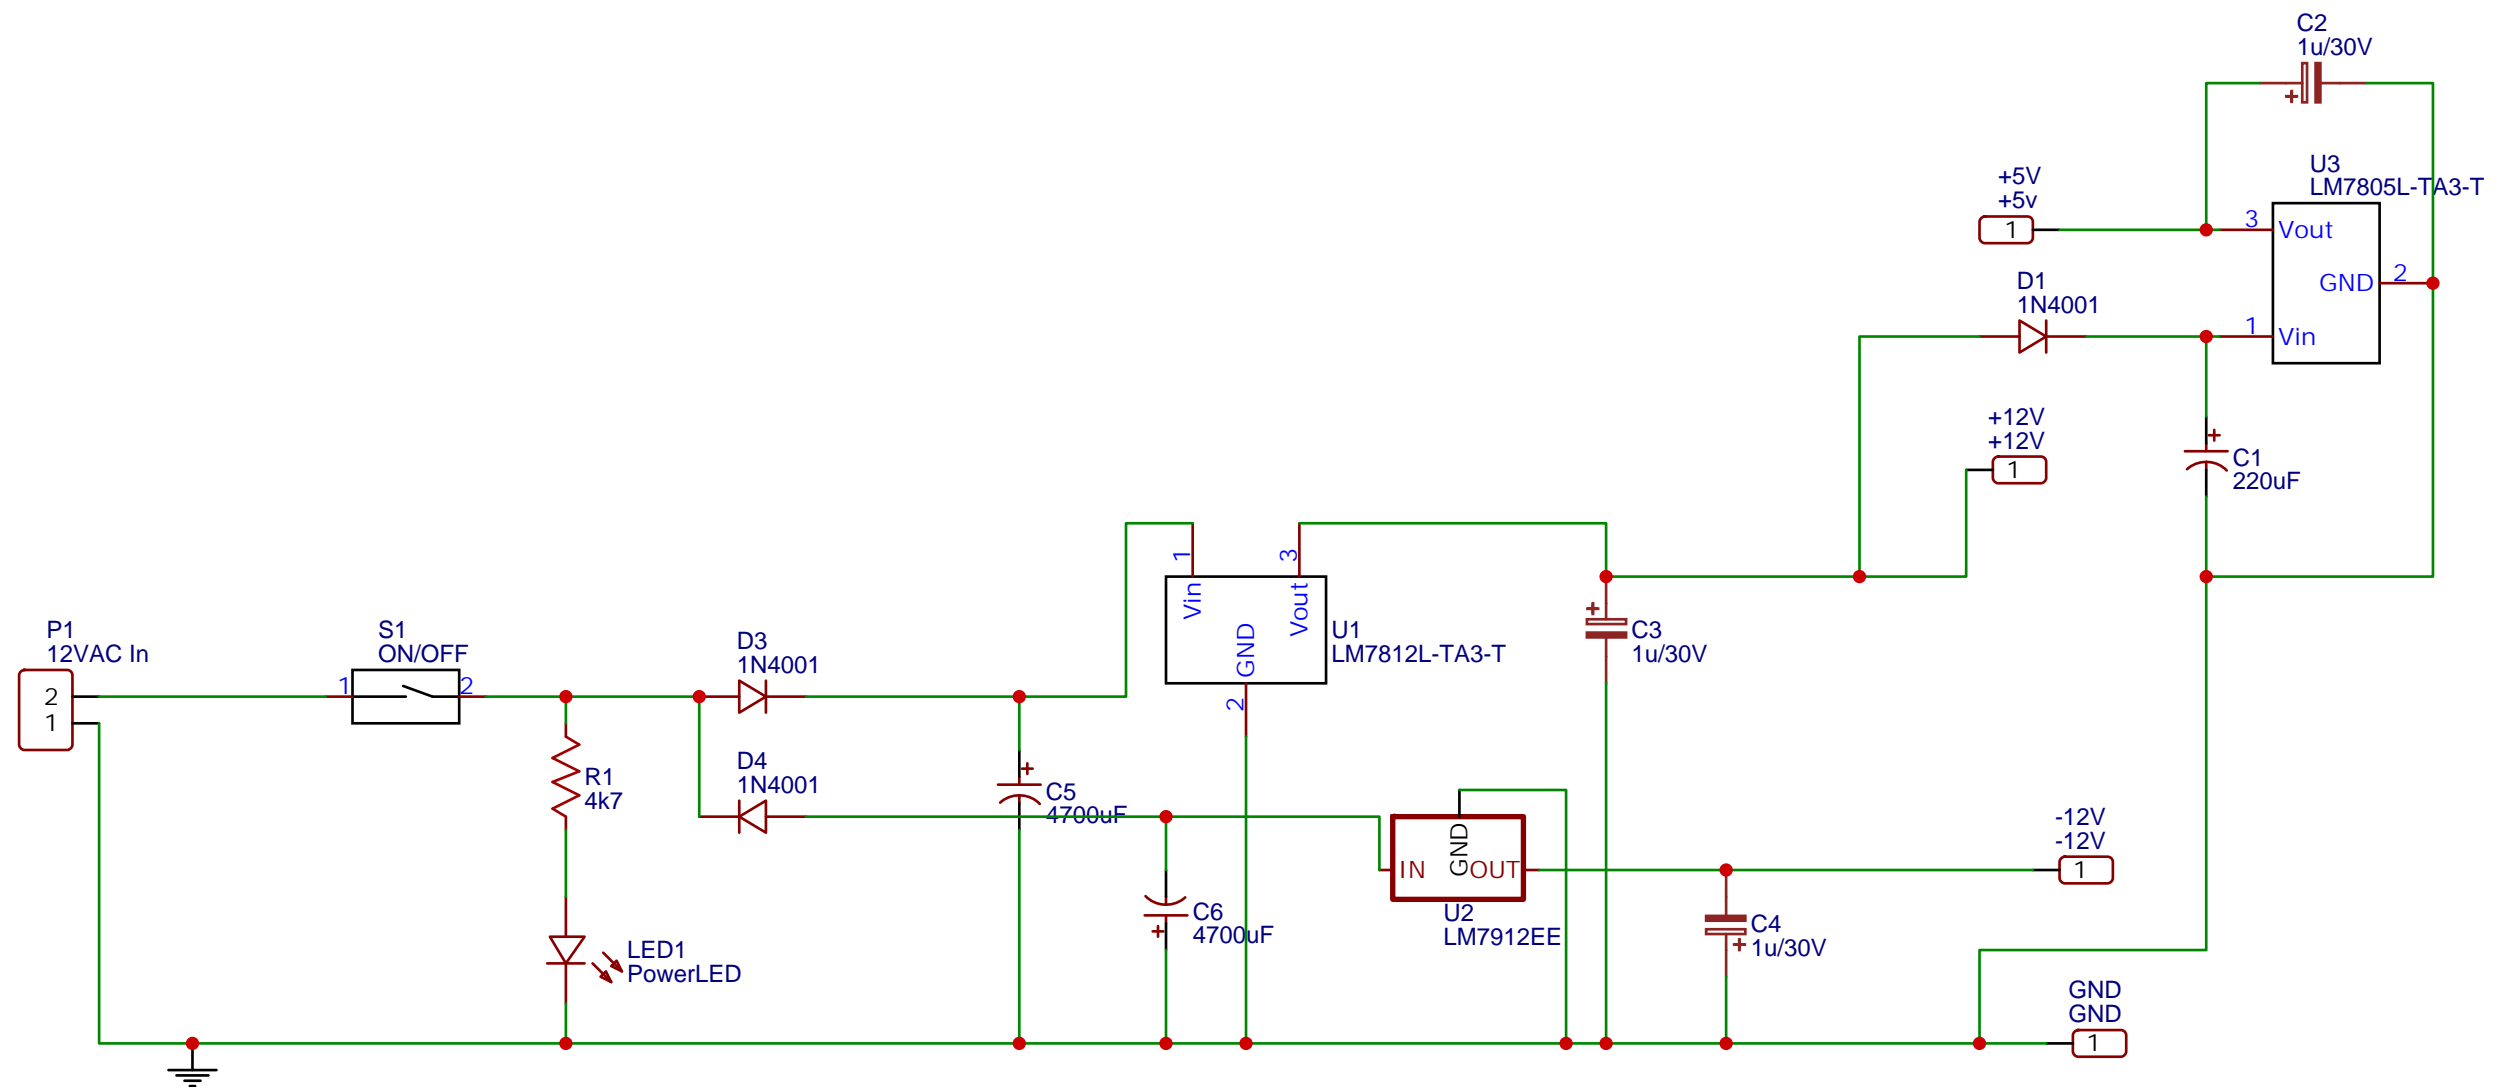 C2
1u/30V
U3
LM7805L-TA3-T
+5V
+5v
1
3
Vout
GND
2
D1
1N4001
1
Vin
+12V
+12V
1
C1
220uF
1
3
Vin
Vout
GND
2
U1
LM7812L-TA3-T
C3
1u/30V
P1
12VAC In
2
1
S1
ON/OFF
1
2
D3
1N4001
R1
4k7
D4
1N4001
C5
4700uF
C6
4700uF
GND
IN
OUT
U2
LM7912EE
-12V
-12V
1
C4
1u/30V
LED1
PowerLED
GND
GND
1